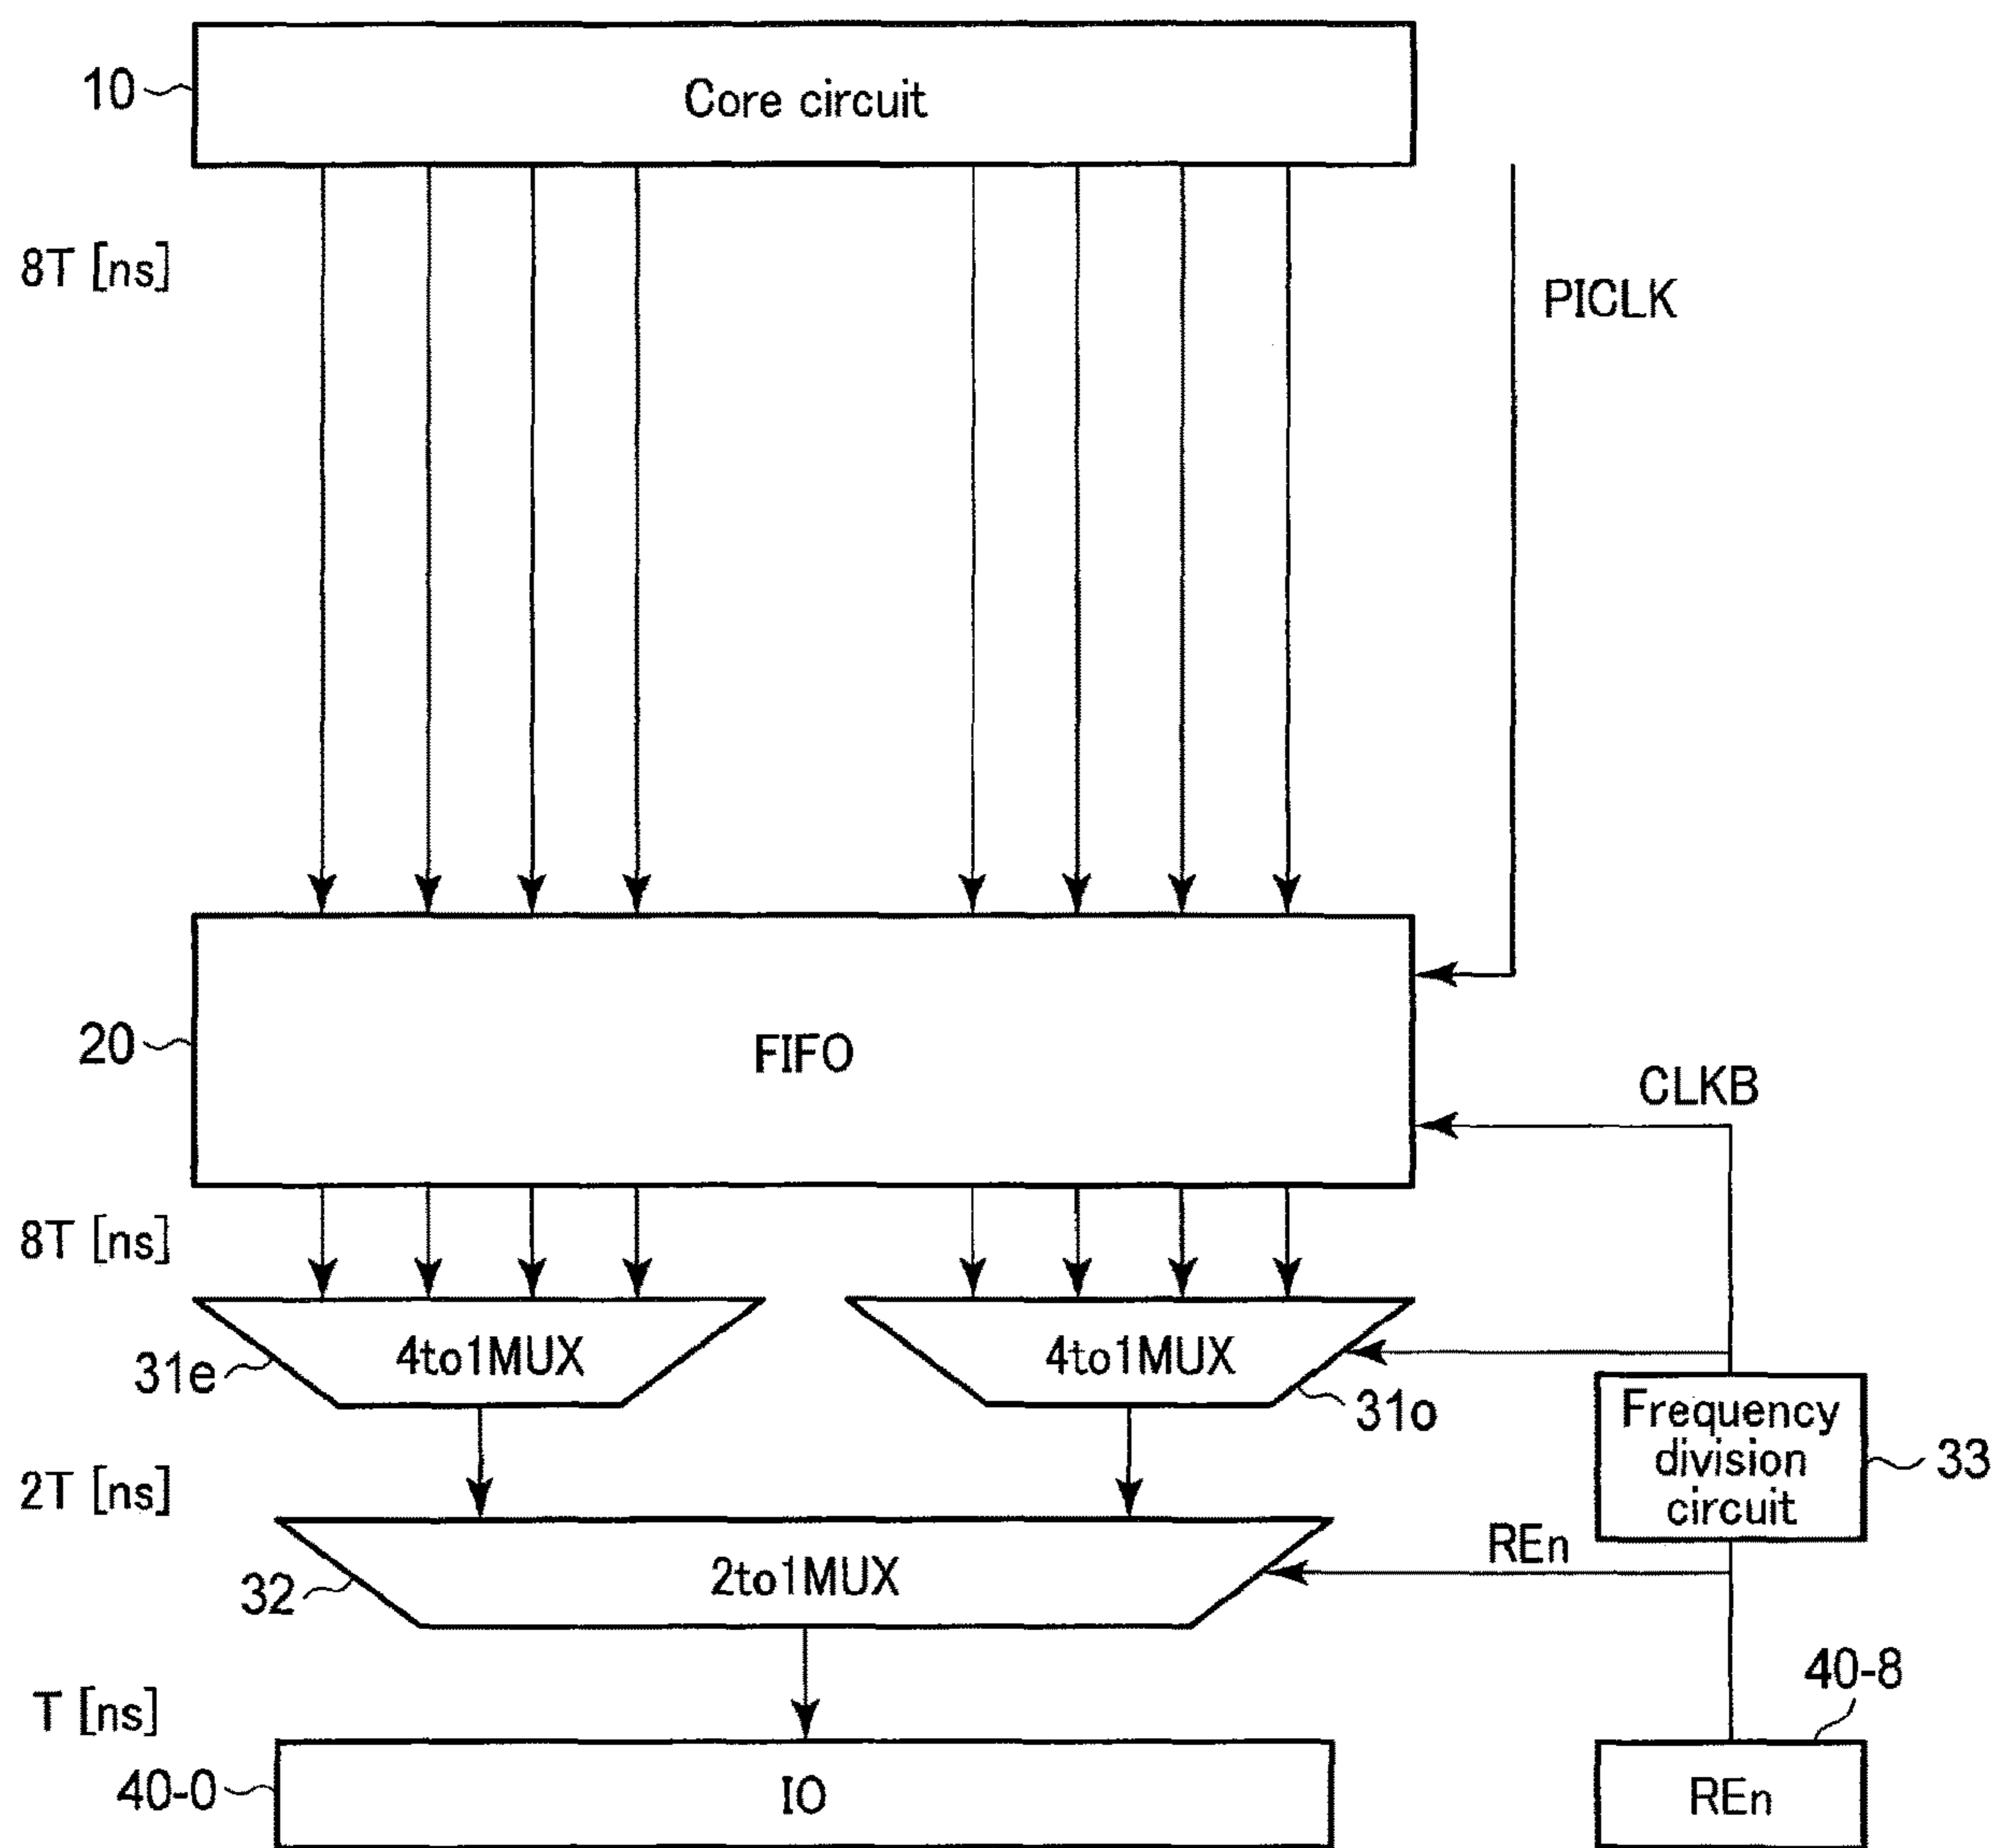 10
Core circuit
8T [ns]
PICLK
20
FIFO
CLKB
8T [ns]
31e
4to1MUX
4to1MUX
31o
Frequency
division
circuit
33
2T [ns]
32
2to1MUX
REn
T [ns]
40-8
40-0
IO
REn